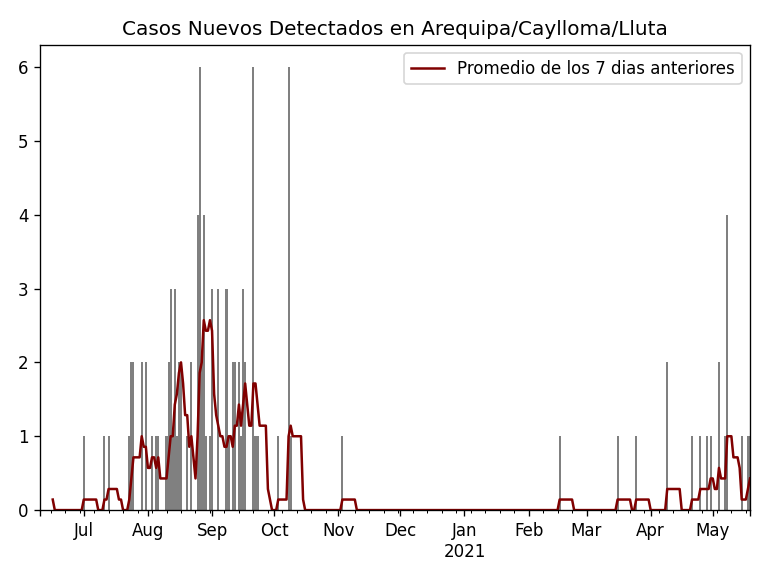 Casos Nuevos Detectados en Arequipa/Caylloma/Lluta
Promedio de los 7 dias anteriores
6
5
4
3
2
1
0
Jul Aug Sep Oct Nov Dec Jan Feb Mar Apr May
2021